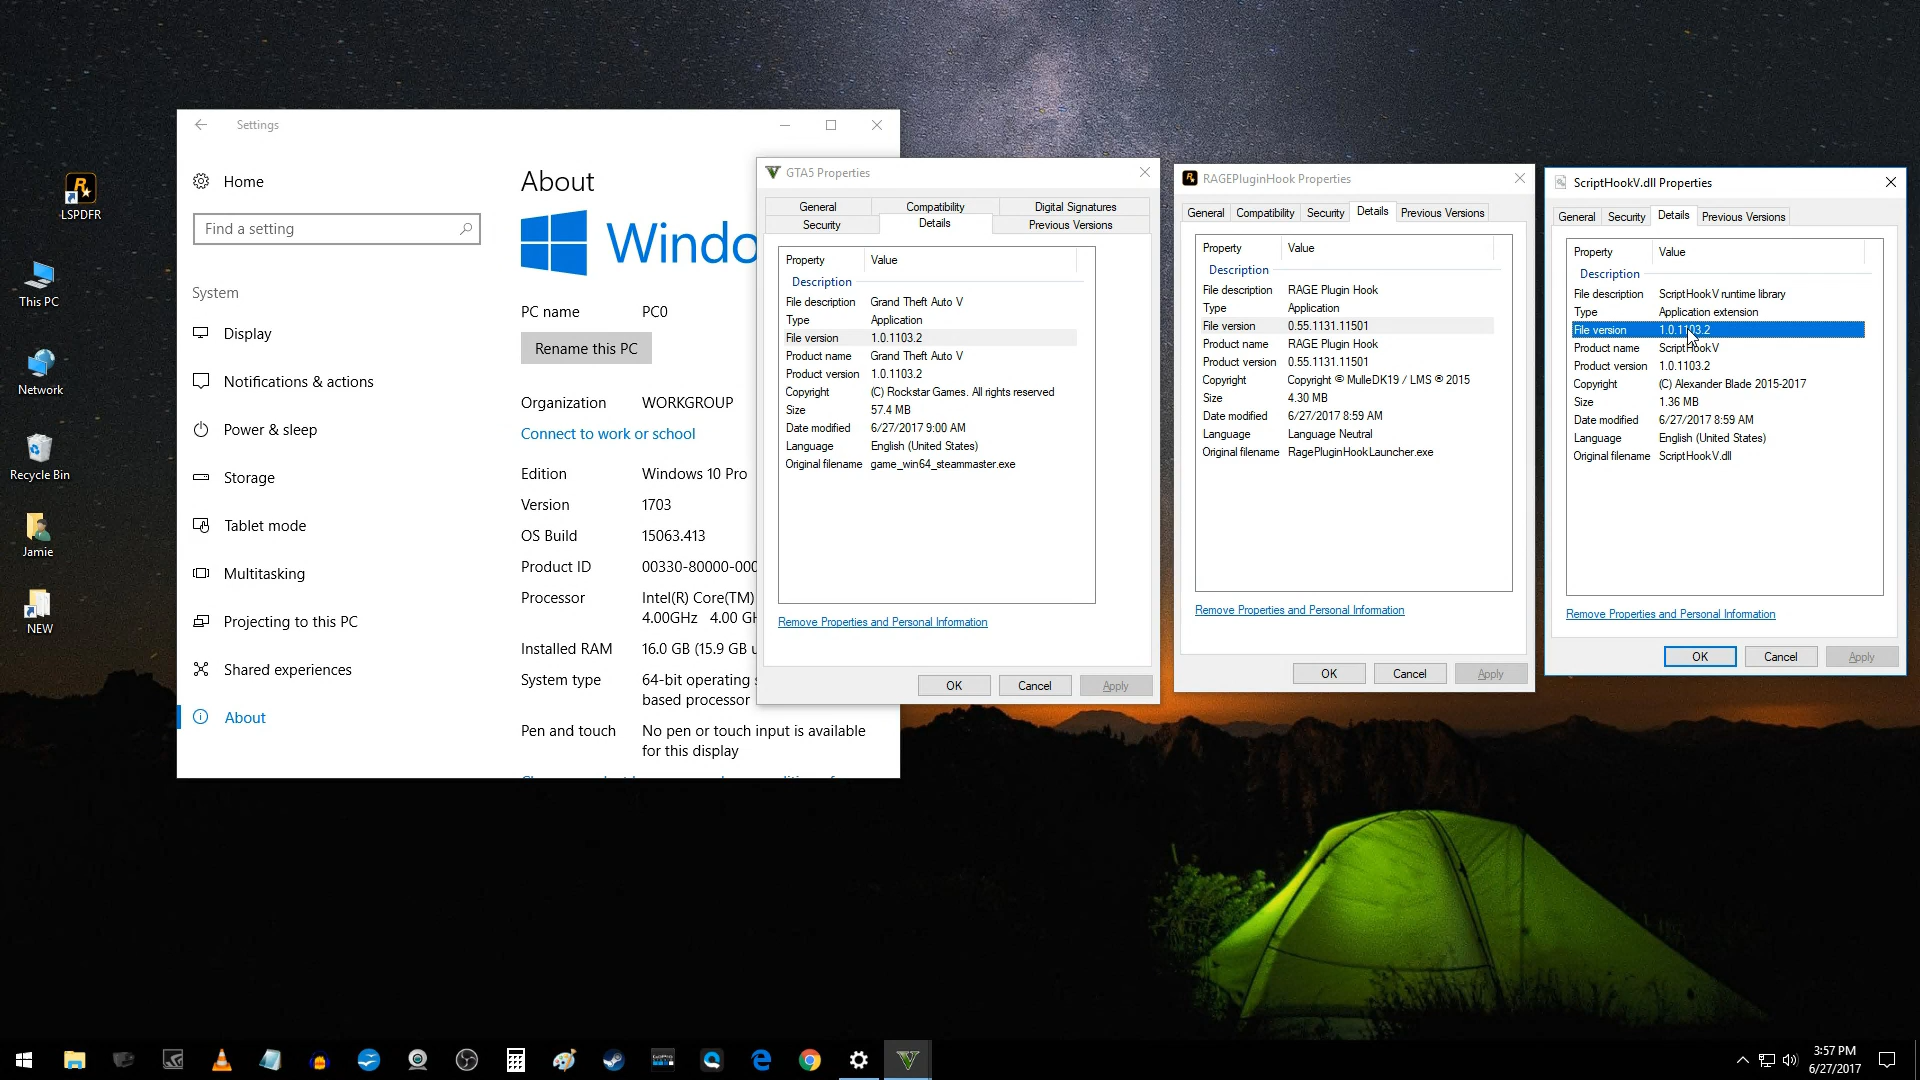 LSPDFR
This PC
Network
Recycle Bin
Jamie
NEW
Settings
Home
Find a setting
System
Display
Notifications & actions
Power & sleep
Storage
Tablet mode
Multitasking
Projecting to this PC
Shared experiences
About
About
Windo
PC name PC0
Rename this PC
Organization WORKGROUP
Connect to work or school
Edition Windows 10 Pro
Version 1703
OS Build 15063.413
Product ID 00330-80000-000
Processor Intel(R) Core(TM)
4.00GHz 4.00 GH
Installed RAM 16.0 GB (15.9 GB u
System type 64-bit operating s
based processor
Pen and touch No pen or touch input is available
for this display
GTA5 Properties
General Compatibility Digital Signatures
Security Details Previous Versions
Property Value
Description
File description Grand Theft Auto V
Type Application
File version 1.0.1103.2
Product name Grand Theft Auto V
Product version 1.0.1103.2
Copyright (C) Rockstar Games. All rights reserved
Size 57.4 MB
Date modified 6/27/2017 9:00 AM
Language English (United States)
Original filename game_win64_steammaster.exe
Remove Properties and Personal Information
OK Cancel Apply
RAGEPluginHook Properties
General Compatibility Security Details Previous Versions
Property Value
Description
File description RAGE Plugin Hook
Type Application
File version 0.55.1131.11501
Product name RAGE Plugin Hook
Product version 0.55.1131.11501
Copyright Copyright © MulleDK19 / LMS ® 2015
Size 4.30 MB
Date modified 6/27/2017 8:59 AM
Language Language Neutral
Original filename RagePluginHookLauncher.exe
Remove Properties and Personal Information
OK Cancel Apply
ScriptHookV.dll Properties
General Security Details Previous Versions
Property Value
Description
File description ScriptHookV runtime library
Type Application extension
File version 1.0.1103.2
Product name ScriptHookV
Product version 1.0.1103.2
Copyright (C) Alexander Blade 2015-2017
Size 1.36 MB
Date modified 6/27/2017 8:59 AM
Language English (United States)
Original filename ScriptHookV.dll
Remove Properties and Personal Information
OK Cancel Apply
3:57 PM
6/27/2017